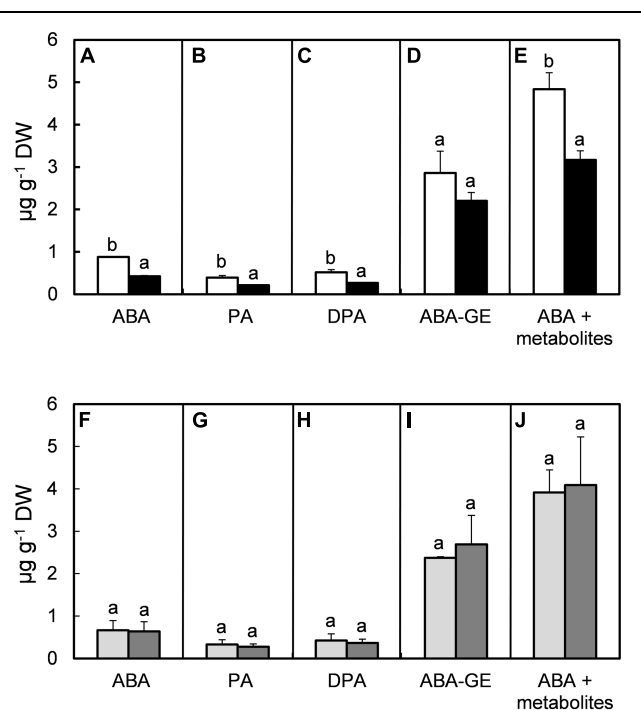 6
A B C D E
b
5
4
a
a
3
µg g⁻¹ DW
2
b
1
a b a b a
0
ABA PA DPA ABA-GE ABA +
metabolites
6
F G H I J
a
5
a
4
a
a
3
µg g⁻¹ DW
2
a a a a a a
1
0
ABA PA DPA ABA-GE ABA +
metabolites